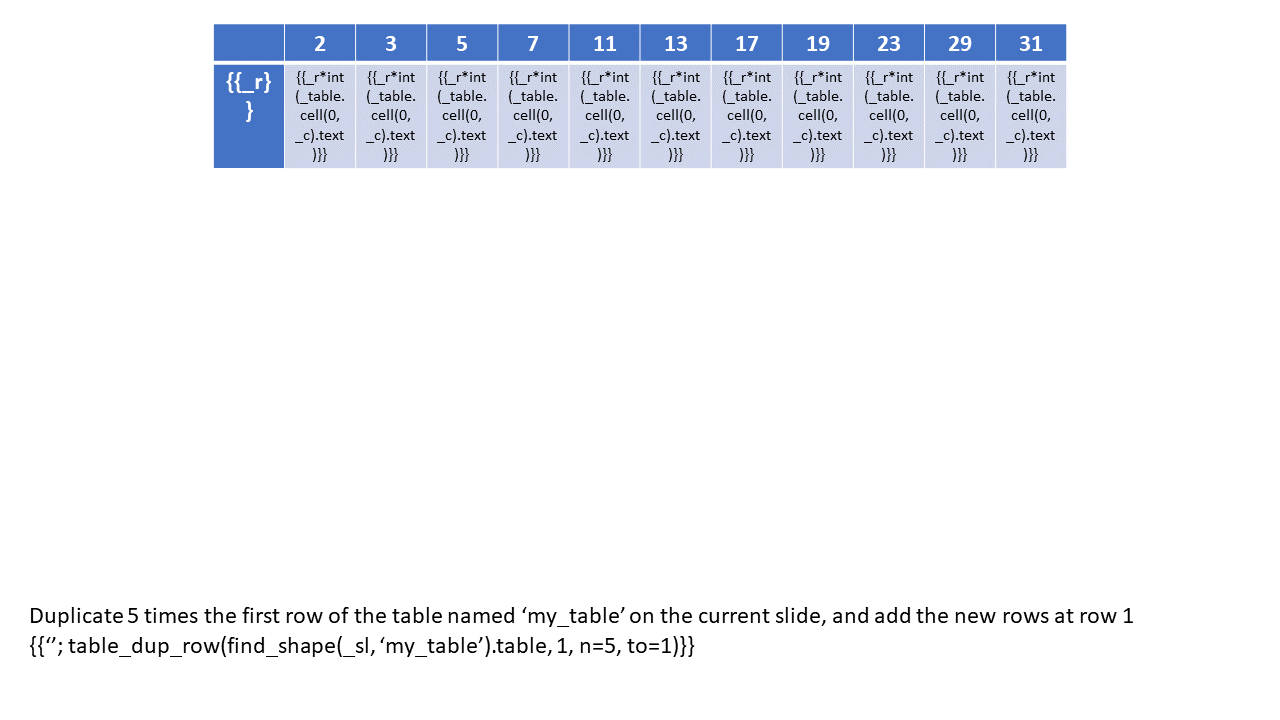 2 3 5 7 11 13 17 19 23 29 31
{{_r} {{_r*int {{_r*int {{_r*int {{_r*int {{_r*int {{_r*int {{_r*int {{_r*int {{_r*int {{_r*int {{_r*int
} (_table. (_table. (_table. (_table. (_table. (_table. (_table. (_table. (_table. (_table. (_table.
cell(0, cell(0, cell(0, cell(0, cell(0, cell(0, cell(0, cell(0, cell(0, cell(0, cell(0,
_c).text _c).text _c).text _c).text _c).text _c).text _c).text _c).text _c).text _c).text _c).text
)}} )}} )}} )}} )}} )}} )}} )}} )}} )}} )}}
Duplicate 5 times the first row of the table named ‘my_table’ on the current slide, and add the new rows at row 1
{{‘’; table_dup_row(find_shape(_sl, ‘my_table’).table, 1, n=5, to=1)}}